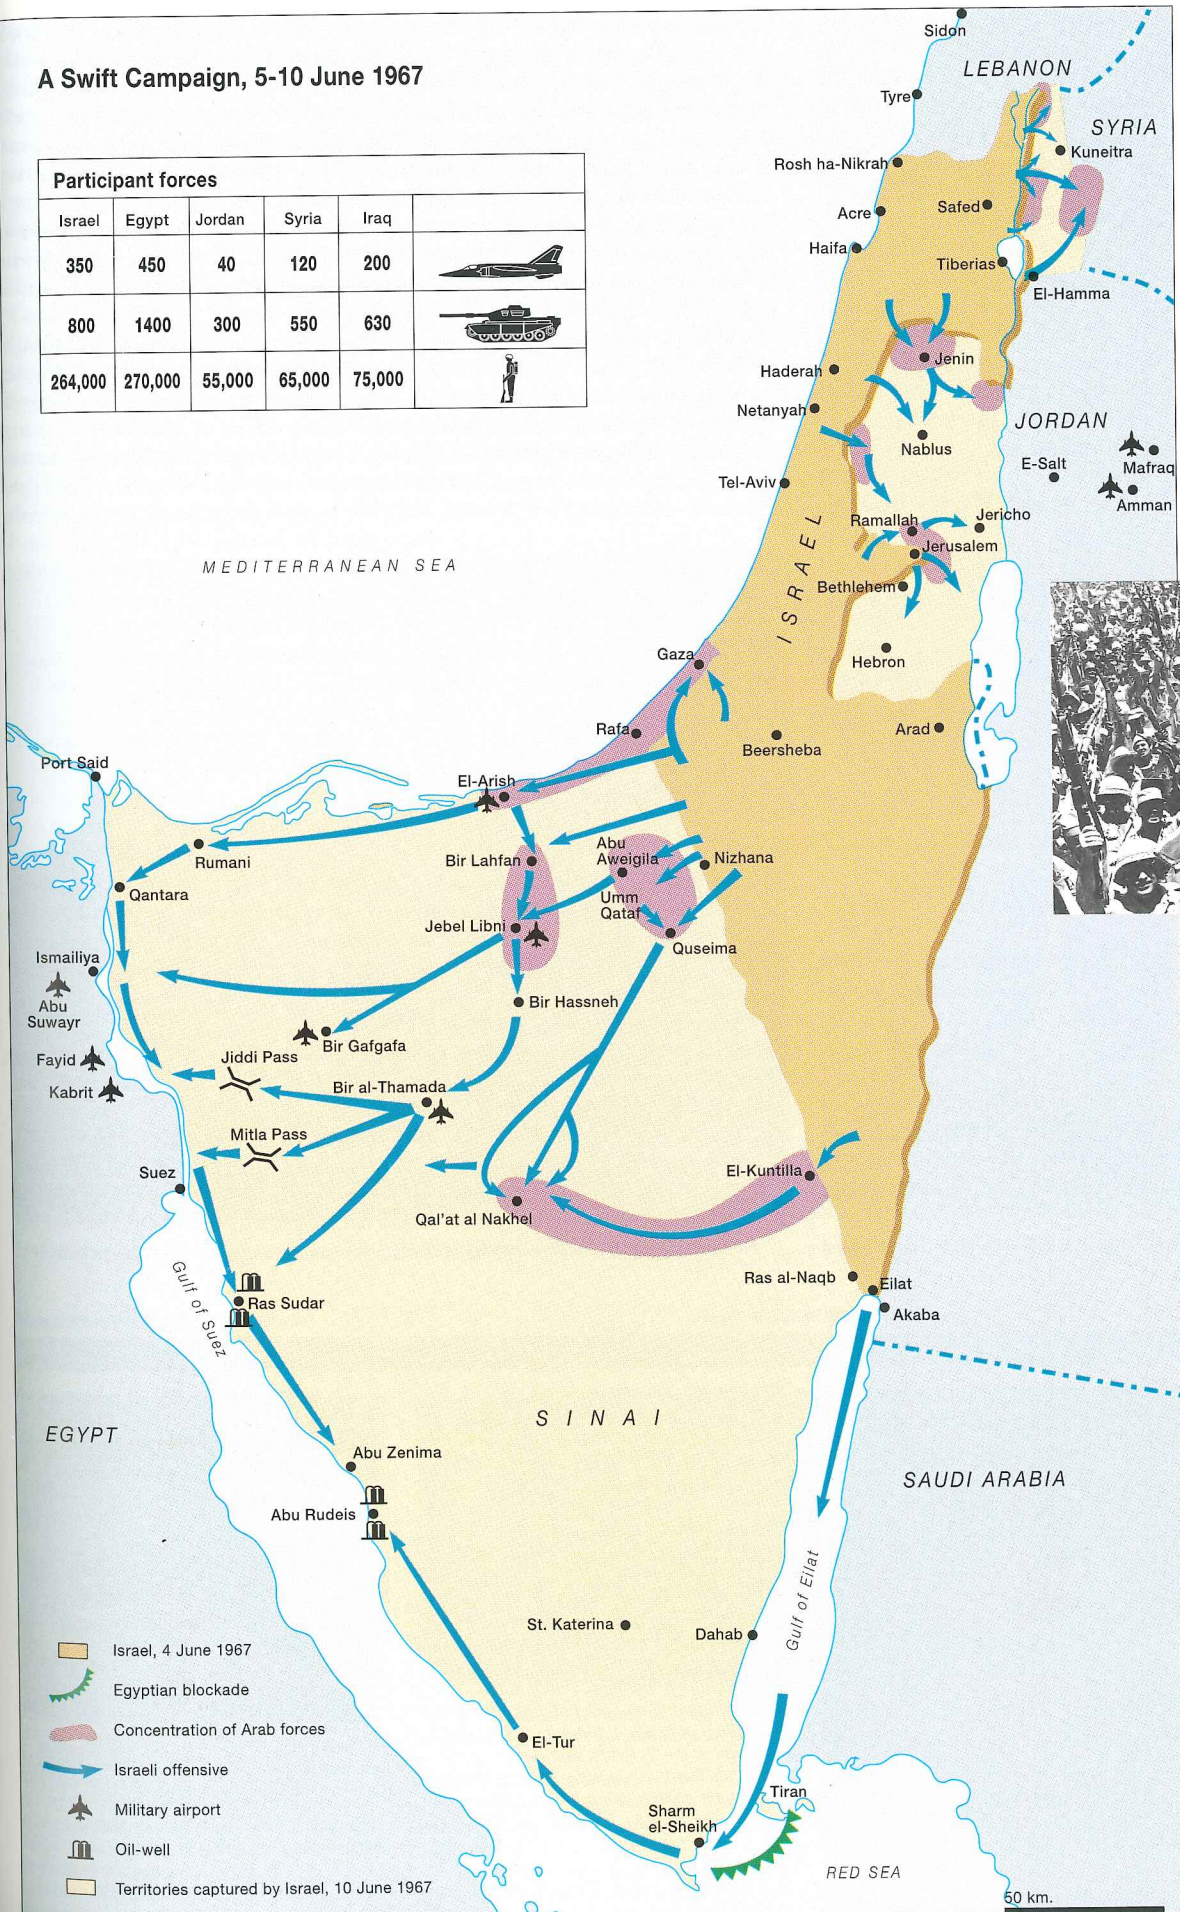 A Swift Campaign, 5-10 June 1967
Participant forces
Israel Egypt Jordan Syria Iraq
350 450 40 120 200
800 1400 300 550 630
264,000 270,000 55,000 65,000 75,000
Sidon
LEBANON
Tyre
SYRIA
Kuneitra
Rosh ha-Nikrah
Safed
Acre
Haifa
Tiberias
El-Hamma
Jenin
Haderah
Netanyah
JORDAN
Nablus
E-Salt
Mafraq
Tel-Aviv
Amman
Ramallah
Jericho
Jerusalem
MEDITERRANEAN SEA
ISRAEL
Bethlehem
Gaza
Hebron
Rafa
Arad
Beersheba
Port Said
El-Arish
Rumani
Bir Lahfan
Abu
Aweigila
Nizhana
Qantara
Umm
Qataf
Jebel Libni
Quseima
Ismailiya
Abu
Suwayr
Bir Hassneh
Bir Gafgafa
Fayid
Jiddi Pass
Kabrit
Bir al-Thamada
Mitla Pass
Suez
El-Kuntilla
Qal'at al Nakhel
Gulf of Suez
Ras al-Naqb
Eilat
Ras Sudar
Akaba
SINAI
EGYPT
Abu Zenima
SAUDI ARABIA
Abu Rudeis
Gulf of Eilat
St. Katerina
Dahab
El-Tur
Tiran
Sharm
el-Sheikh
RED SEA
50 km.
Israel, 4 June 1967
Egyptian blockade
Concentration of Arab forces
Israeli offensive
Military airport
Oil-well
Territories captured by Israel, 10 June 1967